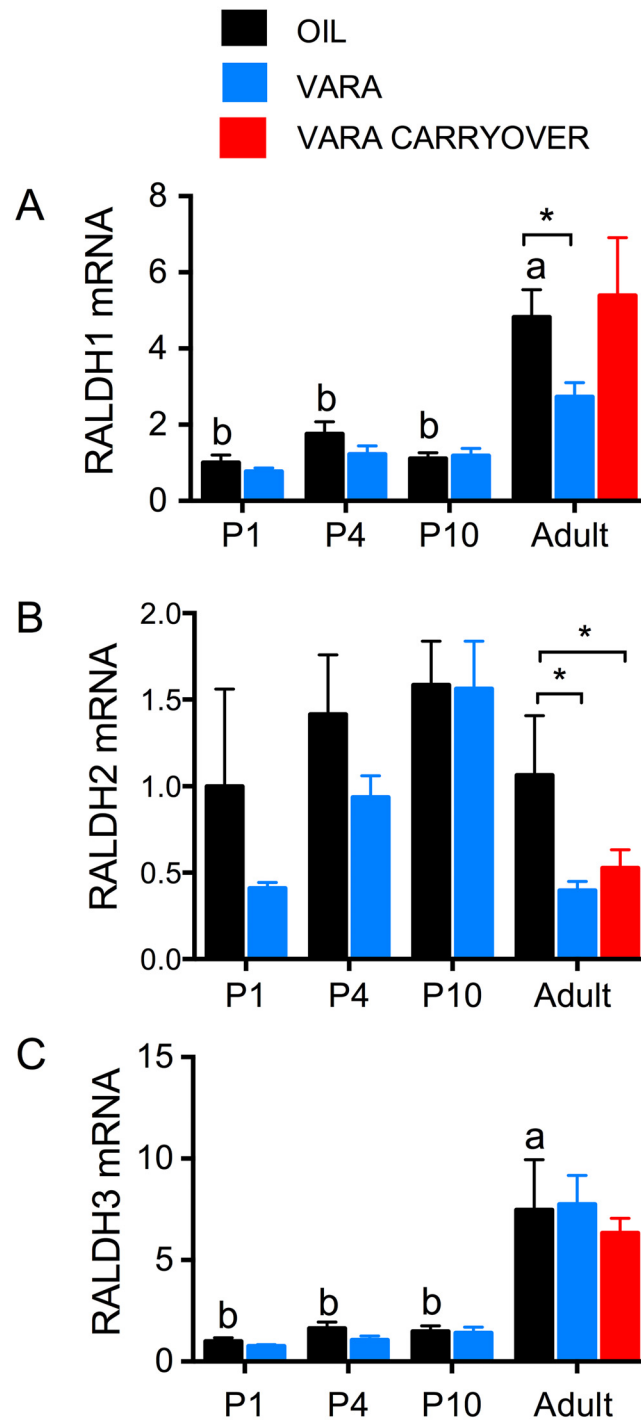 OIL
VARA
VARA CARRYOVER
A
RALDH1 mRNA
8
6
4
2
0
*
a
b
b
b
P1 P4 P10 Adult
B
RALDH2 mRNA
2.0
1.5
1.0
0.5
0.0
*
*
P1 P4 P10 Adult
C
RALDH3 mRNA
15
10
5
0
a
b
b
b
P1 P4 P10 Adult